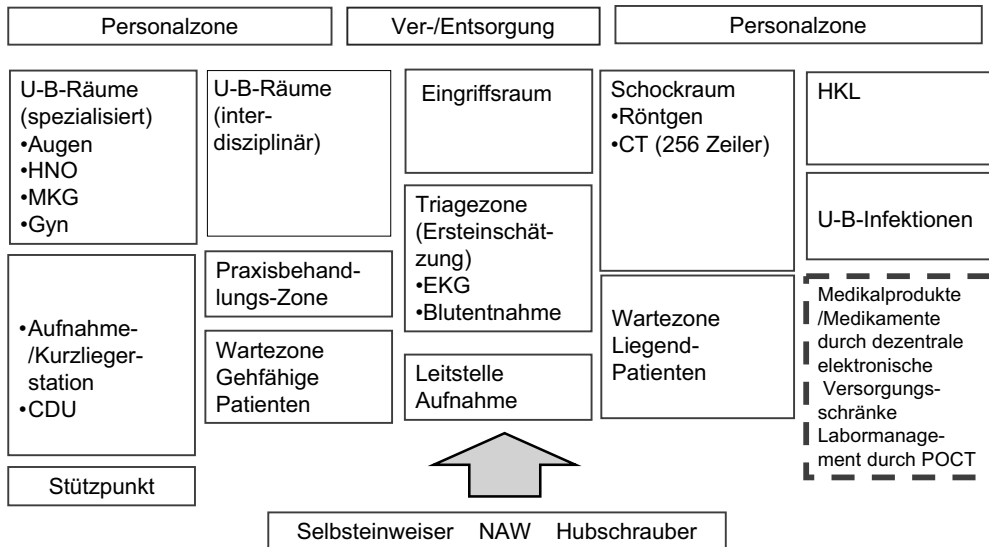 Personalzone
Ver-/Entsorgung
Personalzone
U-B-Räume
(spezialisiert)
•Augen
•HNO
•MKG
•Gyn
U-B-Räume
(inter-
disziplinär)
Eingriffsraum
Schockraum
•Röntgen
•CT (256 Zeiler)
HKL
U-B-Infektionen
Triagezone
(Ersteinschät-
zung)
•EKG
•Blutentnahme
Praxisbehand-
lungs-Zone
•Aufnahme-
/Kurzlieger-
station
•CDU
Wartezone
Gehfähige
Patienten
Leitstelle
Aufnahme
Wartezone
Liegend-
Patienten
Medikalprodukte
/Medikamente
durch dezentrale
elektronische
Versorgungs-
schränke
Labormanage-
ment durch POCT
Stützpunkt
Selbsteinweiser NAW Hubschrauber